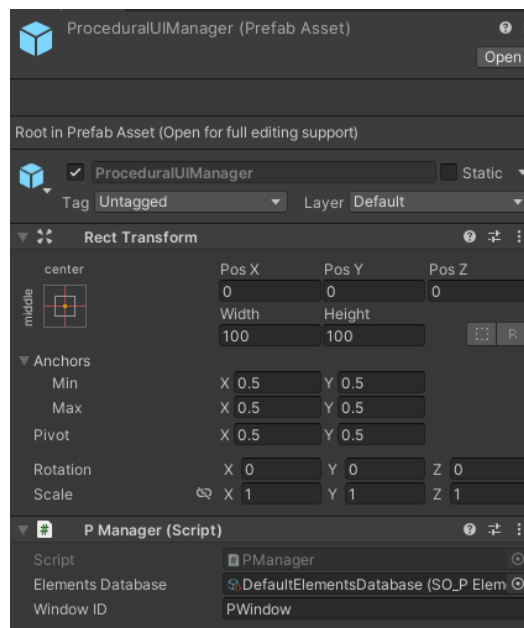 ProceduralUIManager (Prefab Asset)
Open
Root in Prefab Asset (Open for full editing support)
ProceduralUIManager Static
Tag Untagged Layer Default
Rect Transform
center Pos X Pos Y Pos Z
middle 0 0 0
Width Height
100 100 R
Anchors
Min X 0.5 Y 0.5
Max X 0.5 Y 0.5
Pivot X 0.5 Y 0.5
Rotation X 0 Y 0 Z 0
Scale X 1 Y 1 Z 1
# P Manager (Script)
Script # PManager
Elements Database DefaultElementsDatabase (SO_P Elem
Window ID PWindow